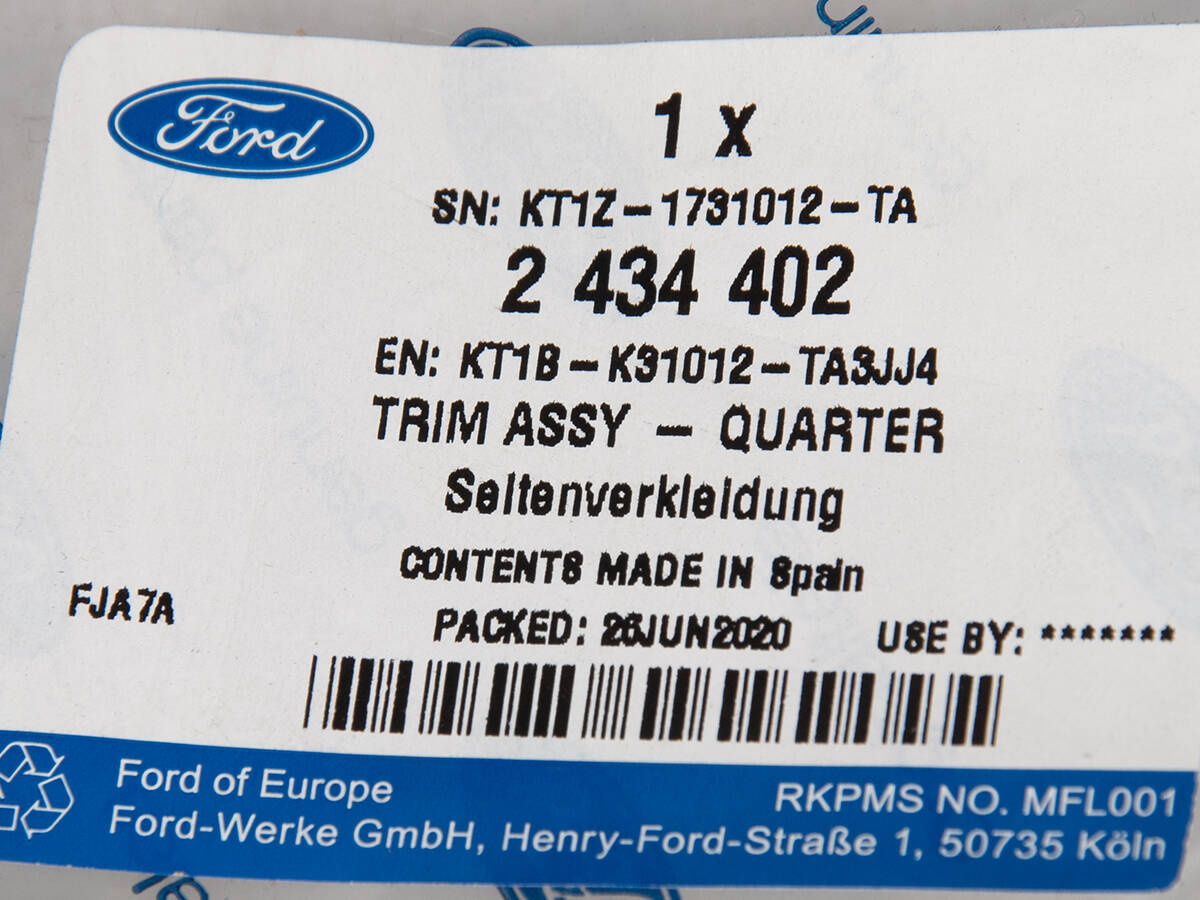 Ford
1 x
SN: KT1Z-1731012-TA
2 434 402
EN: KT1B-K31012-TA3JJ4
TRIM ASSY - QUARTER
Seitenverkleidung
CONTENTS MADE IN Spain
FJA7A
PACKED: 26JUN2020 USE BY: *******
Ford of Europe
RKPMS NO. MFL001
Ford-Werke GmbH, Henry-Ford-Straße 1, 50735 Köln